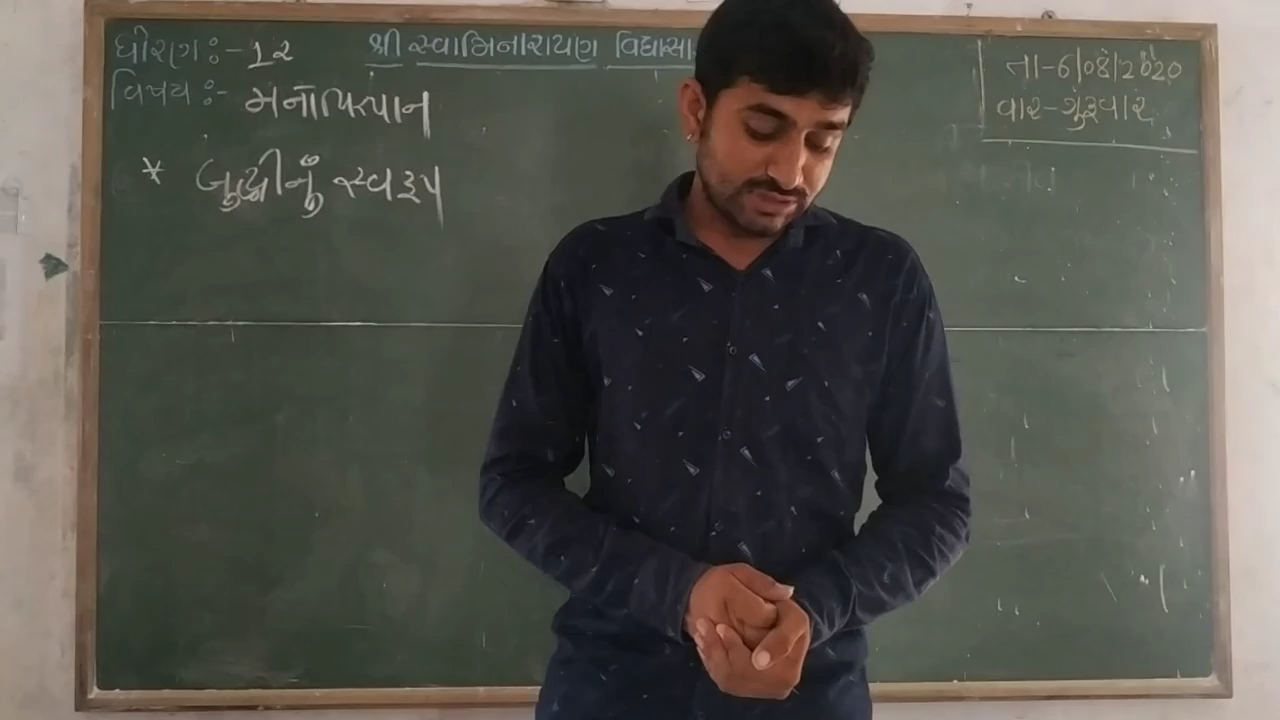 ધોરણ :- 12
શ્રી સ્વામિનારાયણ વિદ્યાસા
વિષય :- મનોવિજ્ઞાન
* બુદ્ધીનું સ્વરૂપ
તા-6/08/2020
વાર-ગુરૂવાર